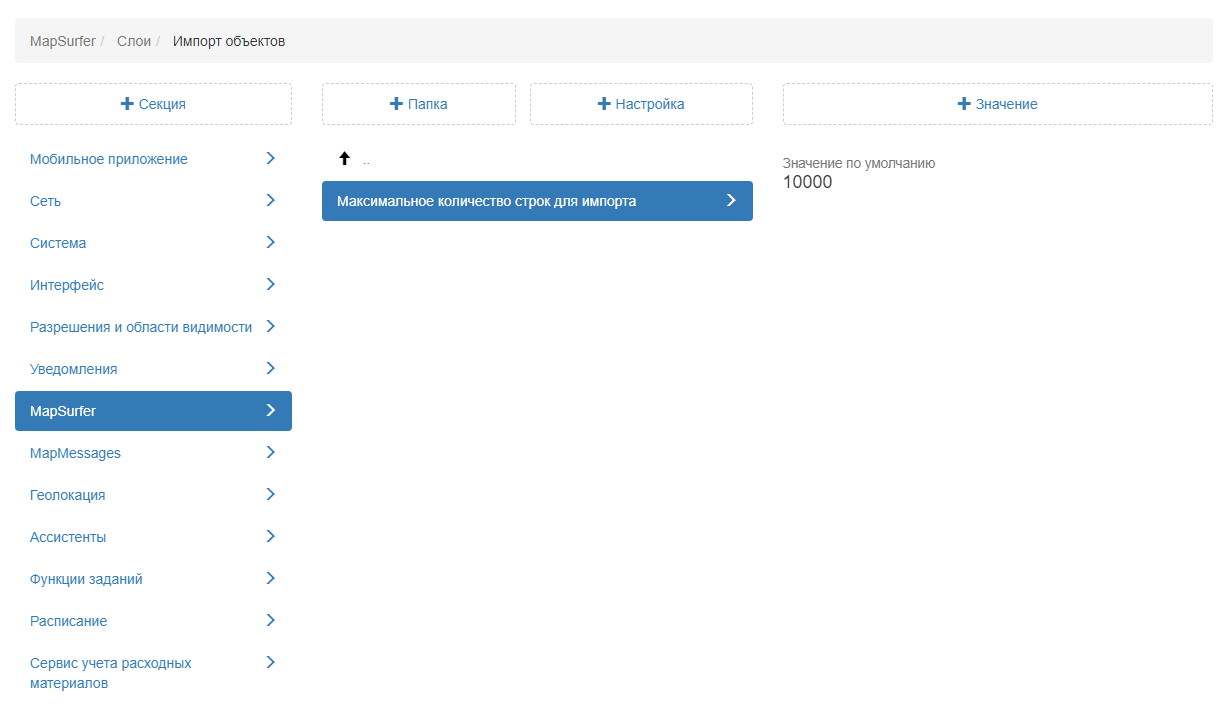 MapSurfer / Слои / Импорт объектов
Секция
Папка
Настройка
Значение
Мобильное приложение
Сеть
Система
Интерфейс
Разрешения и области видимости
Уведомления
MapSurfer
MapMessages
Геолокация
Ассистенты
Функции заданий
Расписание
Сервис учета расходных
материалов
..
Максимальное количество строк для импорта
Значение по умолчанию
10000